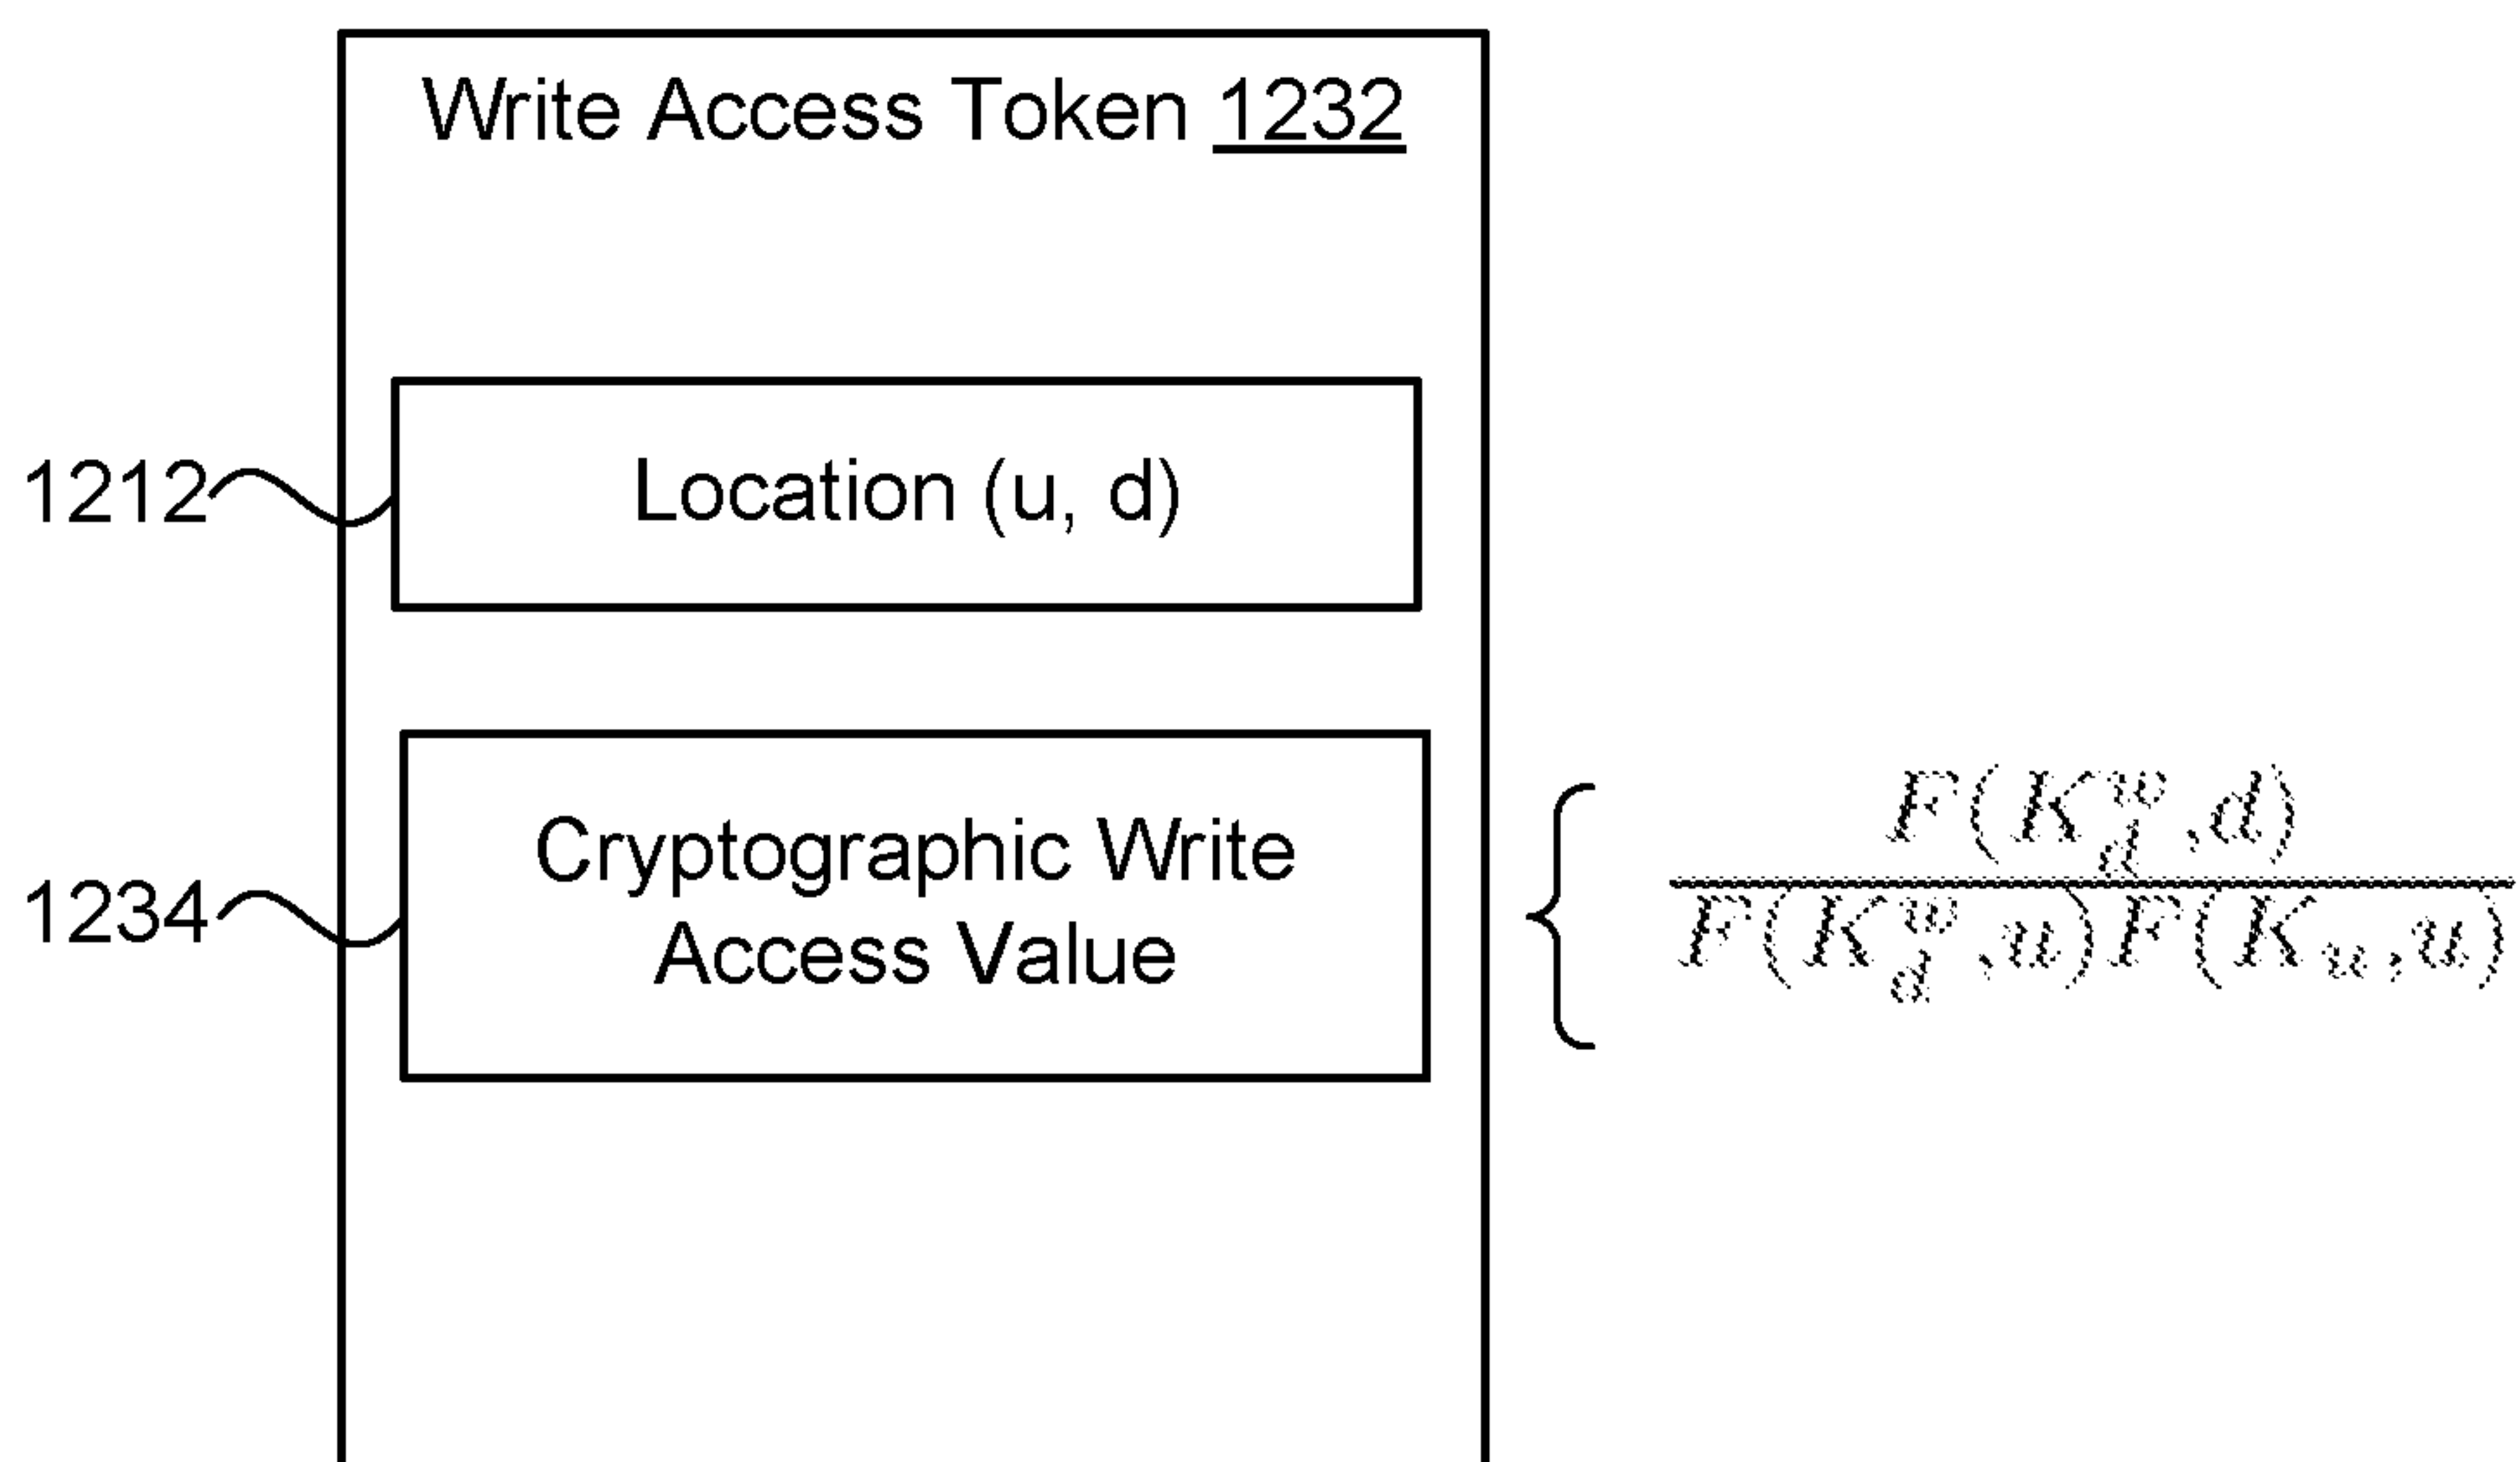 Write Access Token 1232
1212
Location (u, d)
1234
Cryptographic Write
Access Value
F(K_d^w, d)
F(K_d^w, u)F(K_u, u)